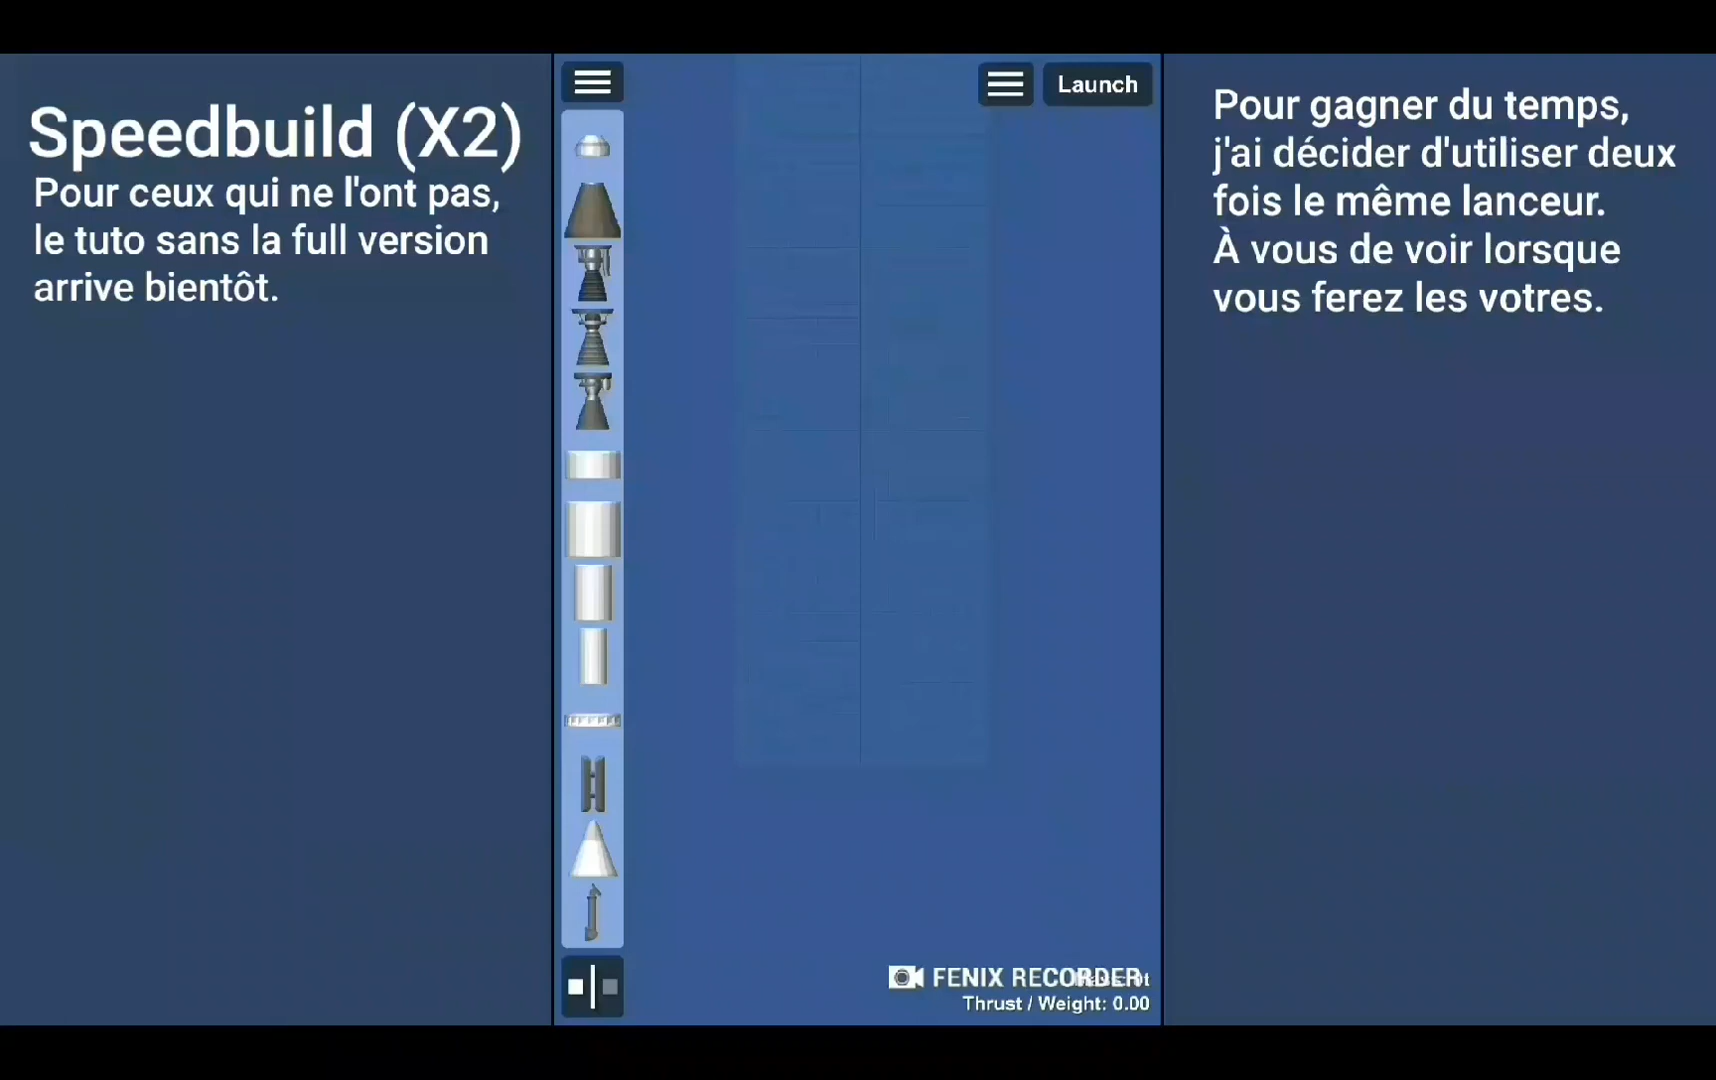 Speedbuild (X2)
Pour ceux qui ne l'ont pas,
le tuto sans la full version
arrive bientôt.
Launch
Pour gagner du temps,
j'ai décider d'utiliser deux
fois le même lanceur.
À vous de voir lorsque
vous ferez les votres.
FENIX RECORDER
Thrust / Weight: 0.00